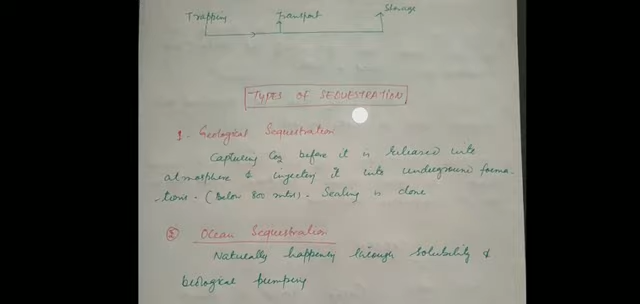 Trapping Transport Storage
TYPES OF SEQUESTRATION
1. Geological Sequestration
Capturing CO2 before it is released into
atmosphere & injecting it into underground forma-
-tions. (Below 800 mtrs). Sealing is done
② Ocean Sequestration
Naturally happening through solubility &
biological pumping